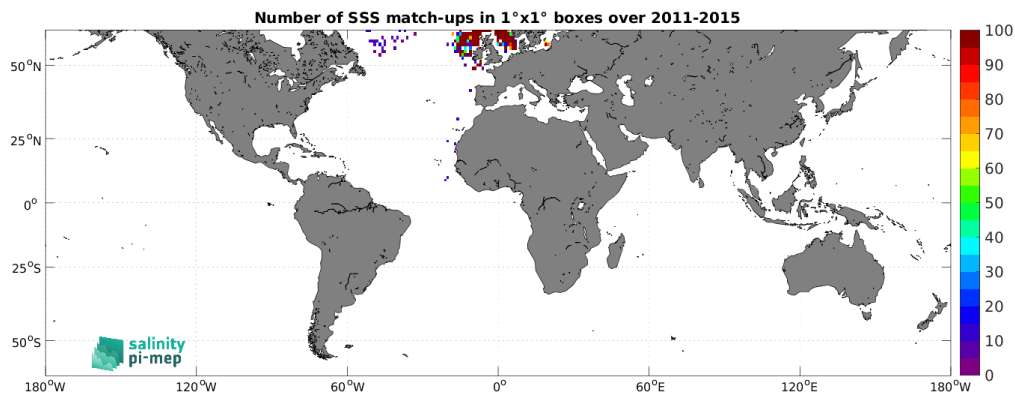 Number of SSS match-ups in 1°x1° boxes over 2011-2015
50°N
25°N
0°
25°S
50°S
180°W
120°W
60°W
0°
60°E
120°E
180°W
100
90
80
70
60
50
40
30
20
10
0
salinity
pi-mep